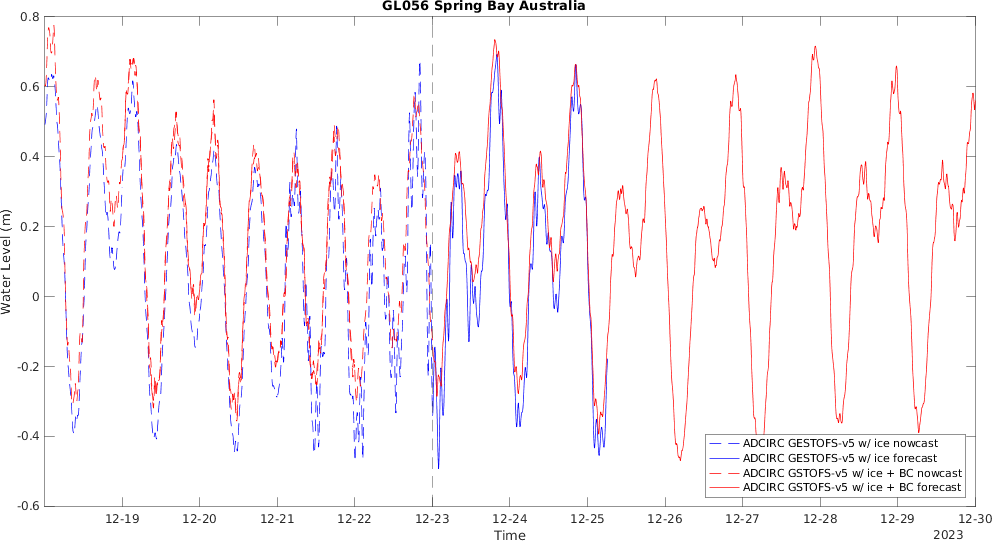 GL056 Spring Bay Australia
0.8
0.6
0.4
0.2
0
-0.2
-0.4
-0.6
Water Level (m)
ADCIRC GESTOFS-v5 w/ ice nowcast
ADCIRC GESTOFS-v5 w/ ice forecast
ADCIRC GSTOFS-v5 w/ ice + BC nowcast
ADCIRC GSTOFS-v5 w/ ice + BC forecast
12-19 12-20 12-21 12-22 12-23 12-24 12-25 12-26 12-27 12-28 12-29 12-30
Time
2023